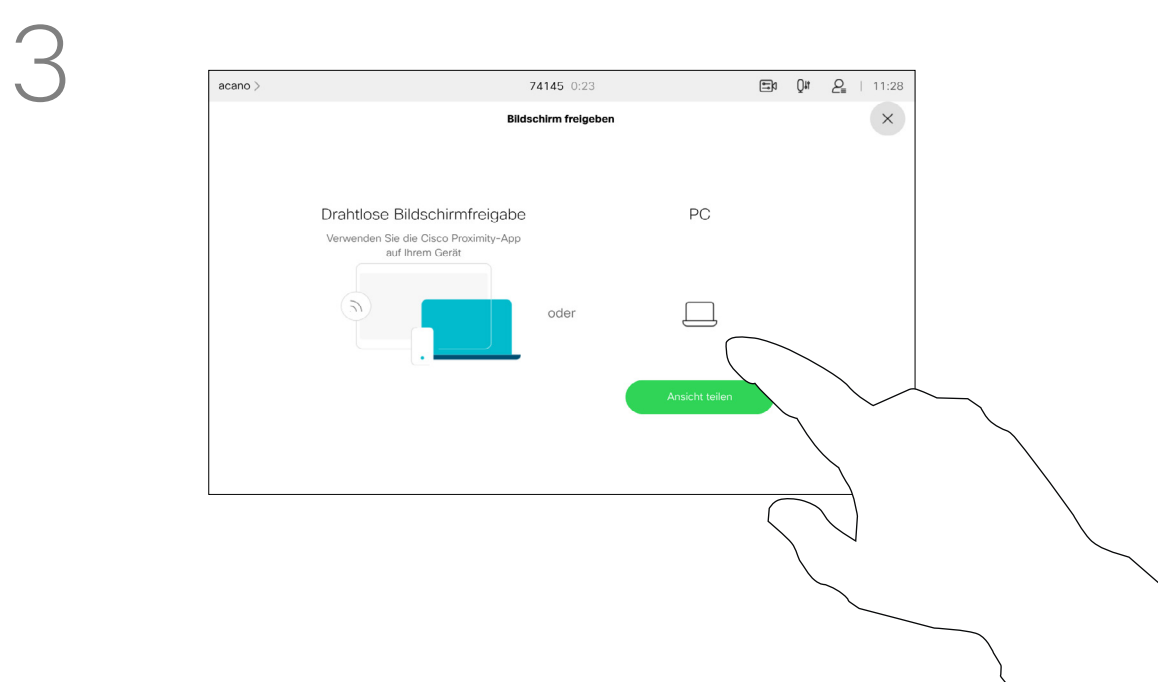 3
acano >
74145 0:23
11:28
Bildschirm freigeben
Drahtlose Bildschirmfreigabe
Verwenden Sie die Cisco Proximity-App
auf Ihrem Gerät
oder
PC
Ansicht teilen